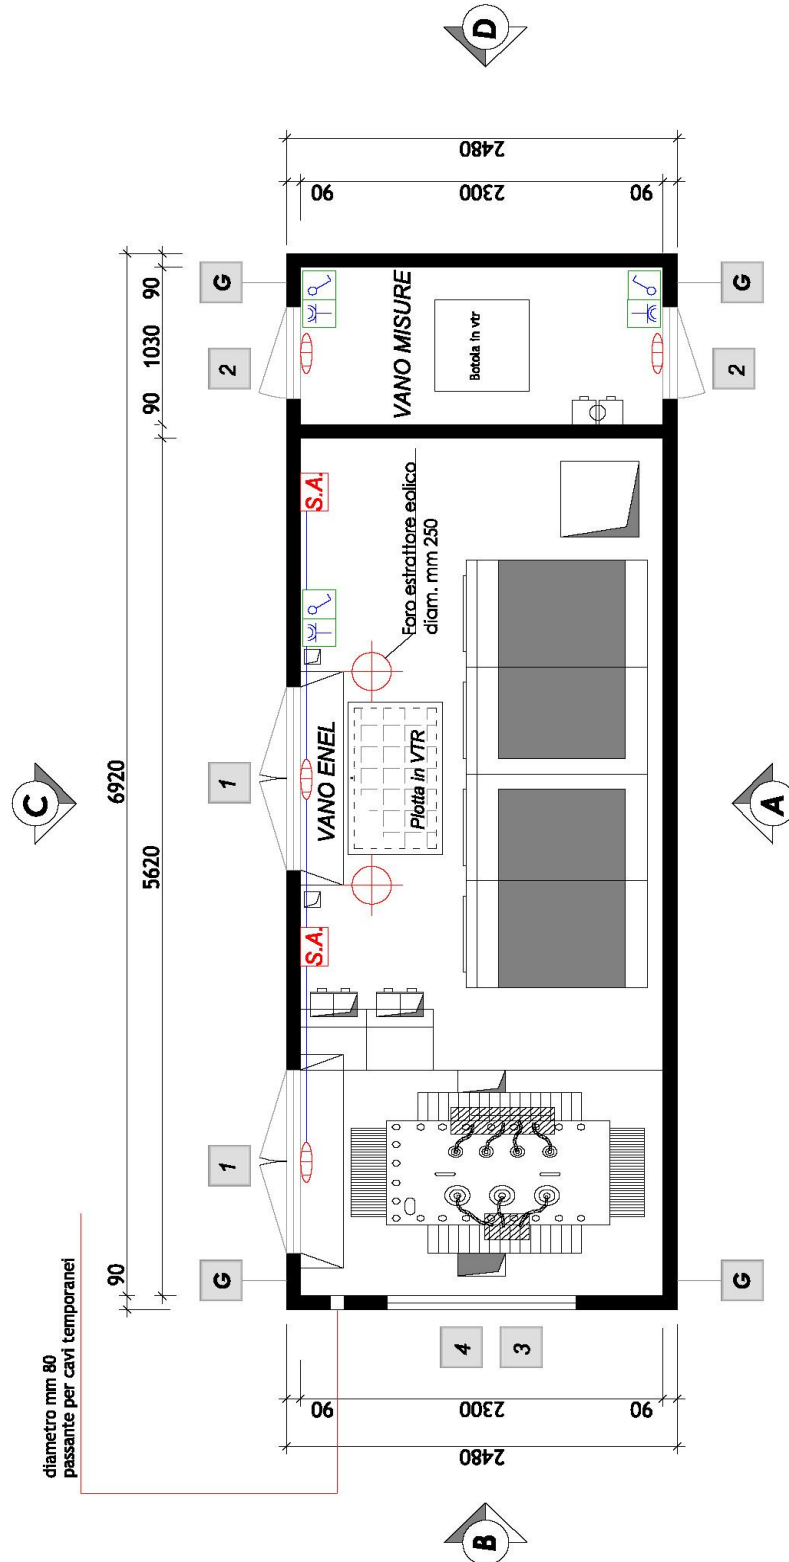 D
2480
90
2300
90
G
G
90
1030
90
2
2
VANO MISURE
Botola in vtr
S.A.
Foro estrattore eolico
diam. mm 250
C
6920
5620
1
VANO ENEL
Plotta in VTR
A
S.A.
1
90
G
G
4
3
diametro mm 80
passante per cavi temporanei
90
2300
90
2480
B